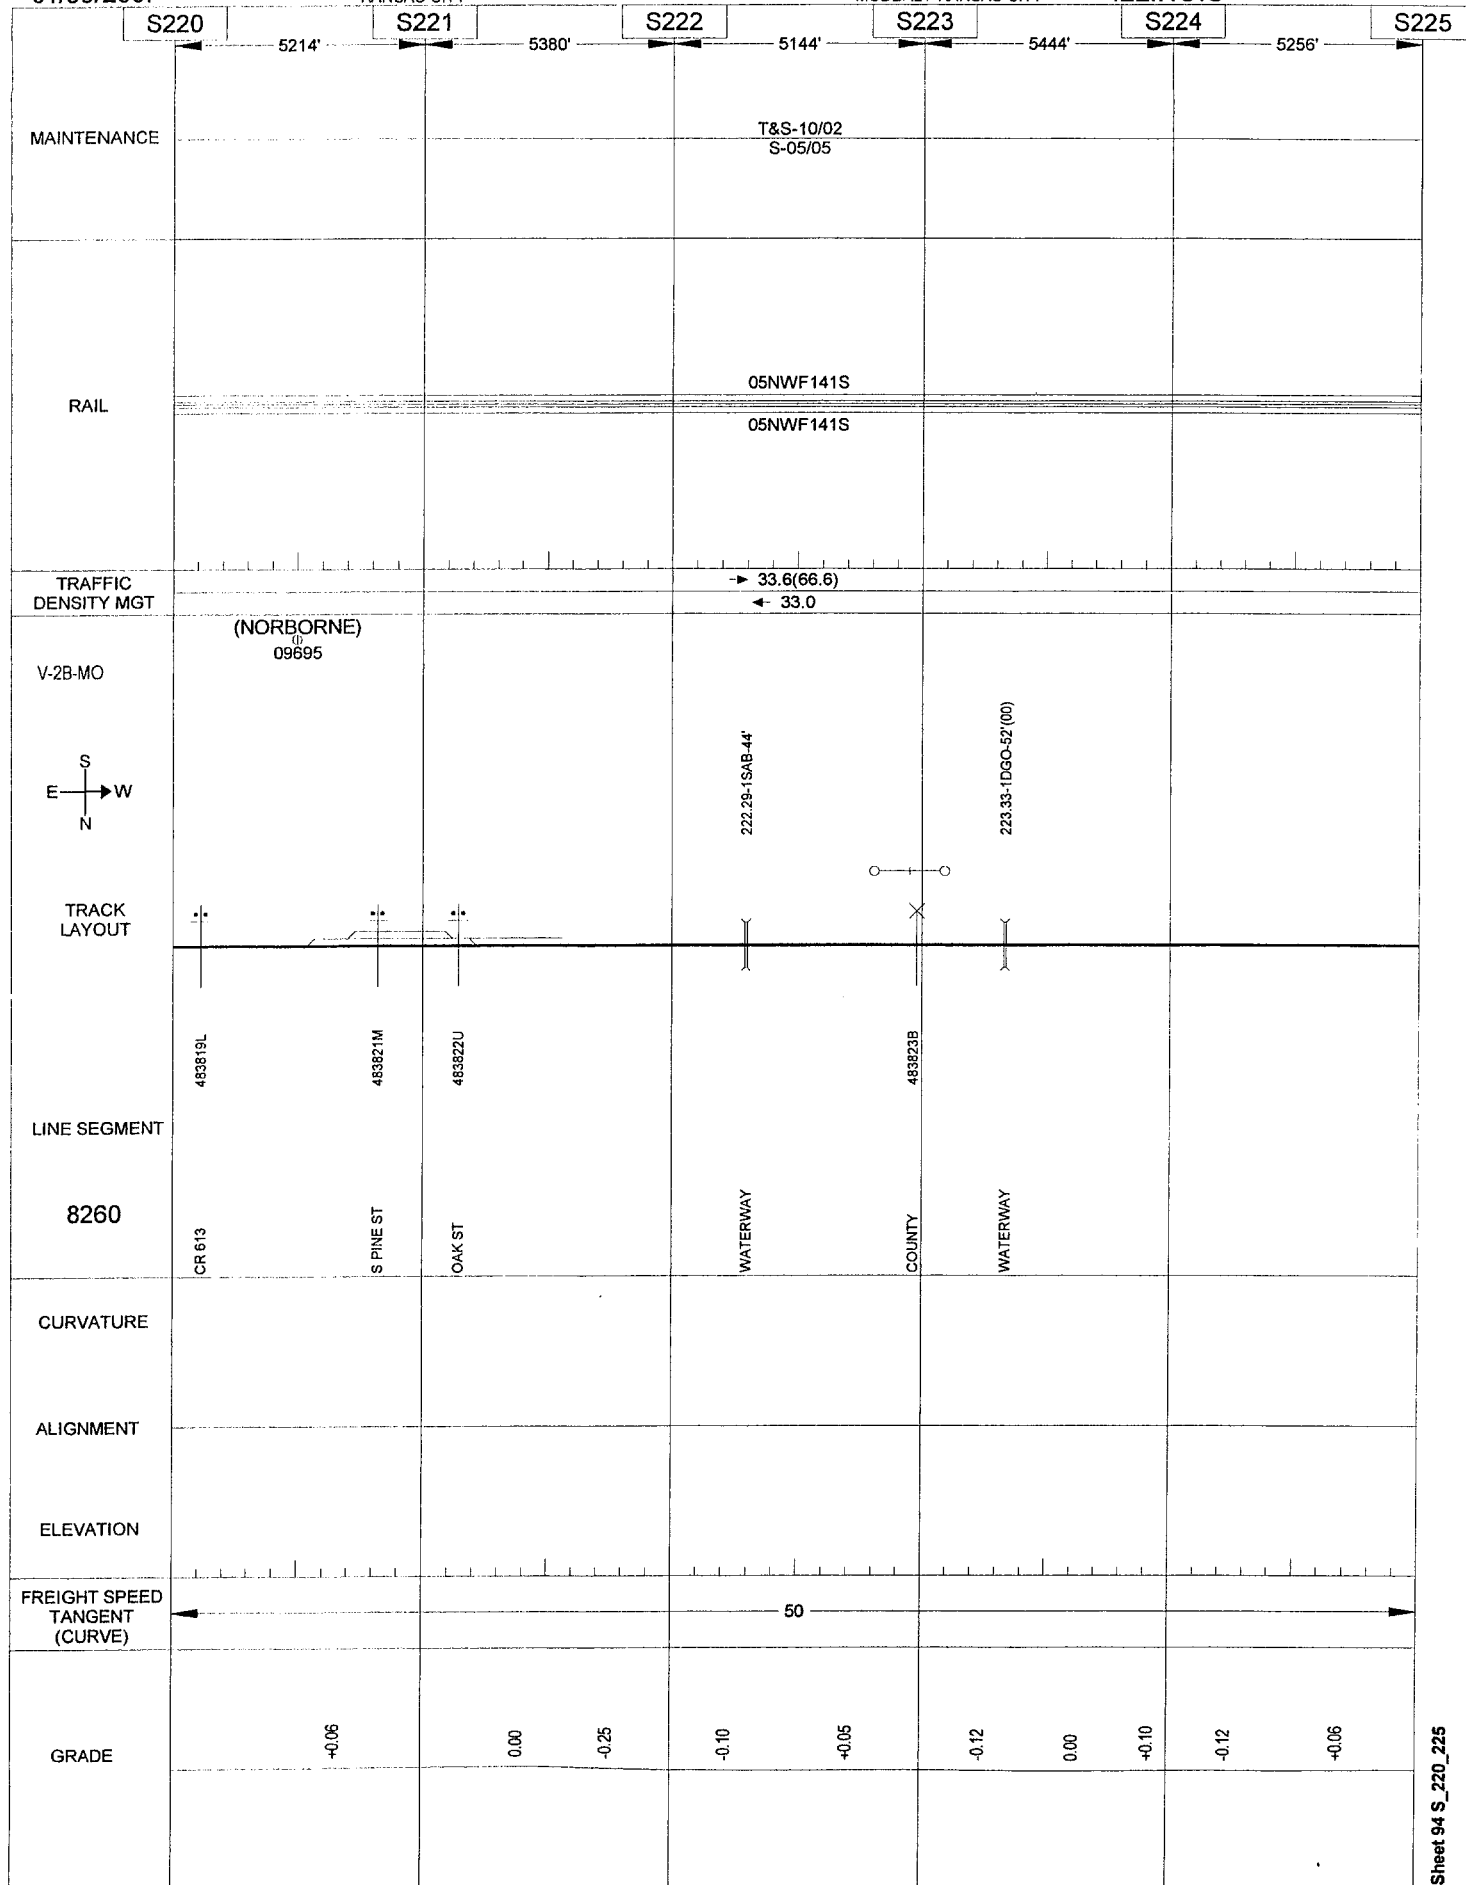 S220 S221 S222 S223 S224 S225
5214' 5380' 5144' 5444' 5256'
MAINTENANCE
T&S-10/02
S-05/05
RAIL
05NWF141S
05NWF141S
TRAFFIC
DENSITY MGT
33.6(66.6)
33.0
(NORBORNE)
(I)
09695
V-2B-MO
S
E W
N
222.29-1SAB-44'
223.33-1DGO-52'(00)
TRACK
LAYOUT
483819L
483821M
483822U
483823B
LINE SEGMENT
8260
CR 613
S PINE ST
OAK ST
WATERWAY
COUNTY
WATERWAY
CURVATURE
ALIGNMENT
ELEVATION
FREIGHT SPEED
TANGENT
(CURVE)
50
GRADE
+0.06
0.00
-0.25
-0.10
+0.05
-0.12
0.00
+0.10
-0.12
+0.06
Sheet 94 S_220_225